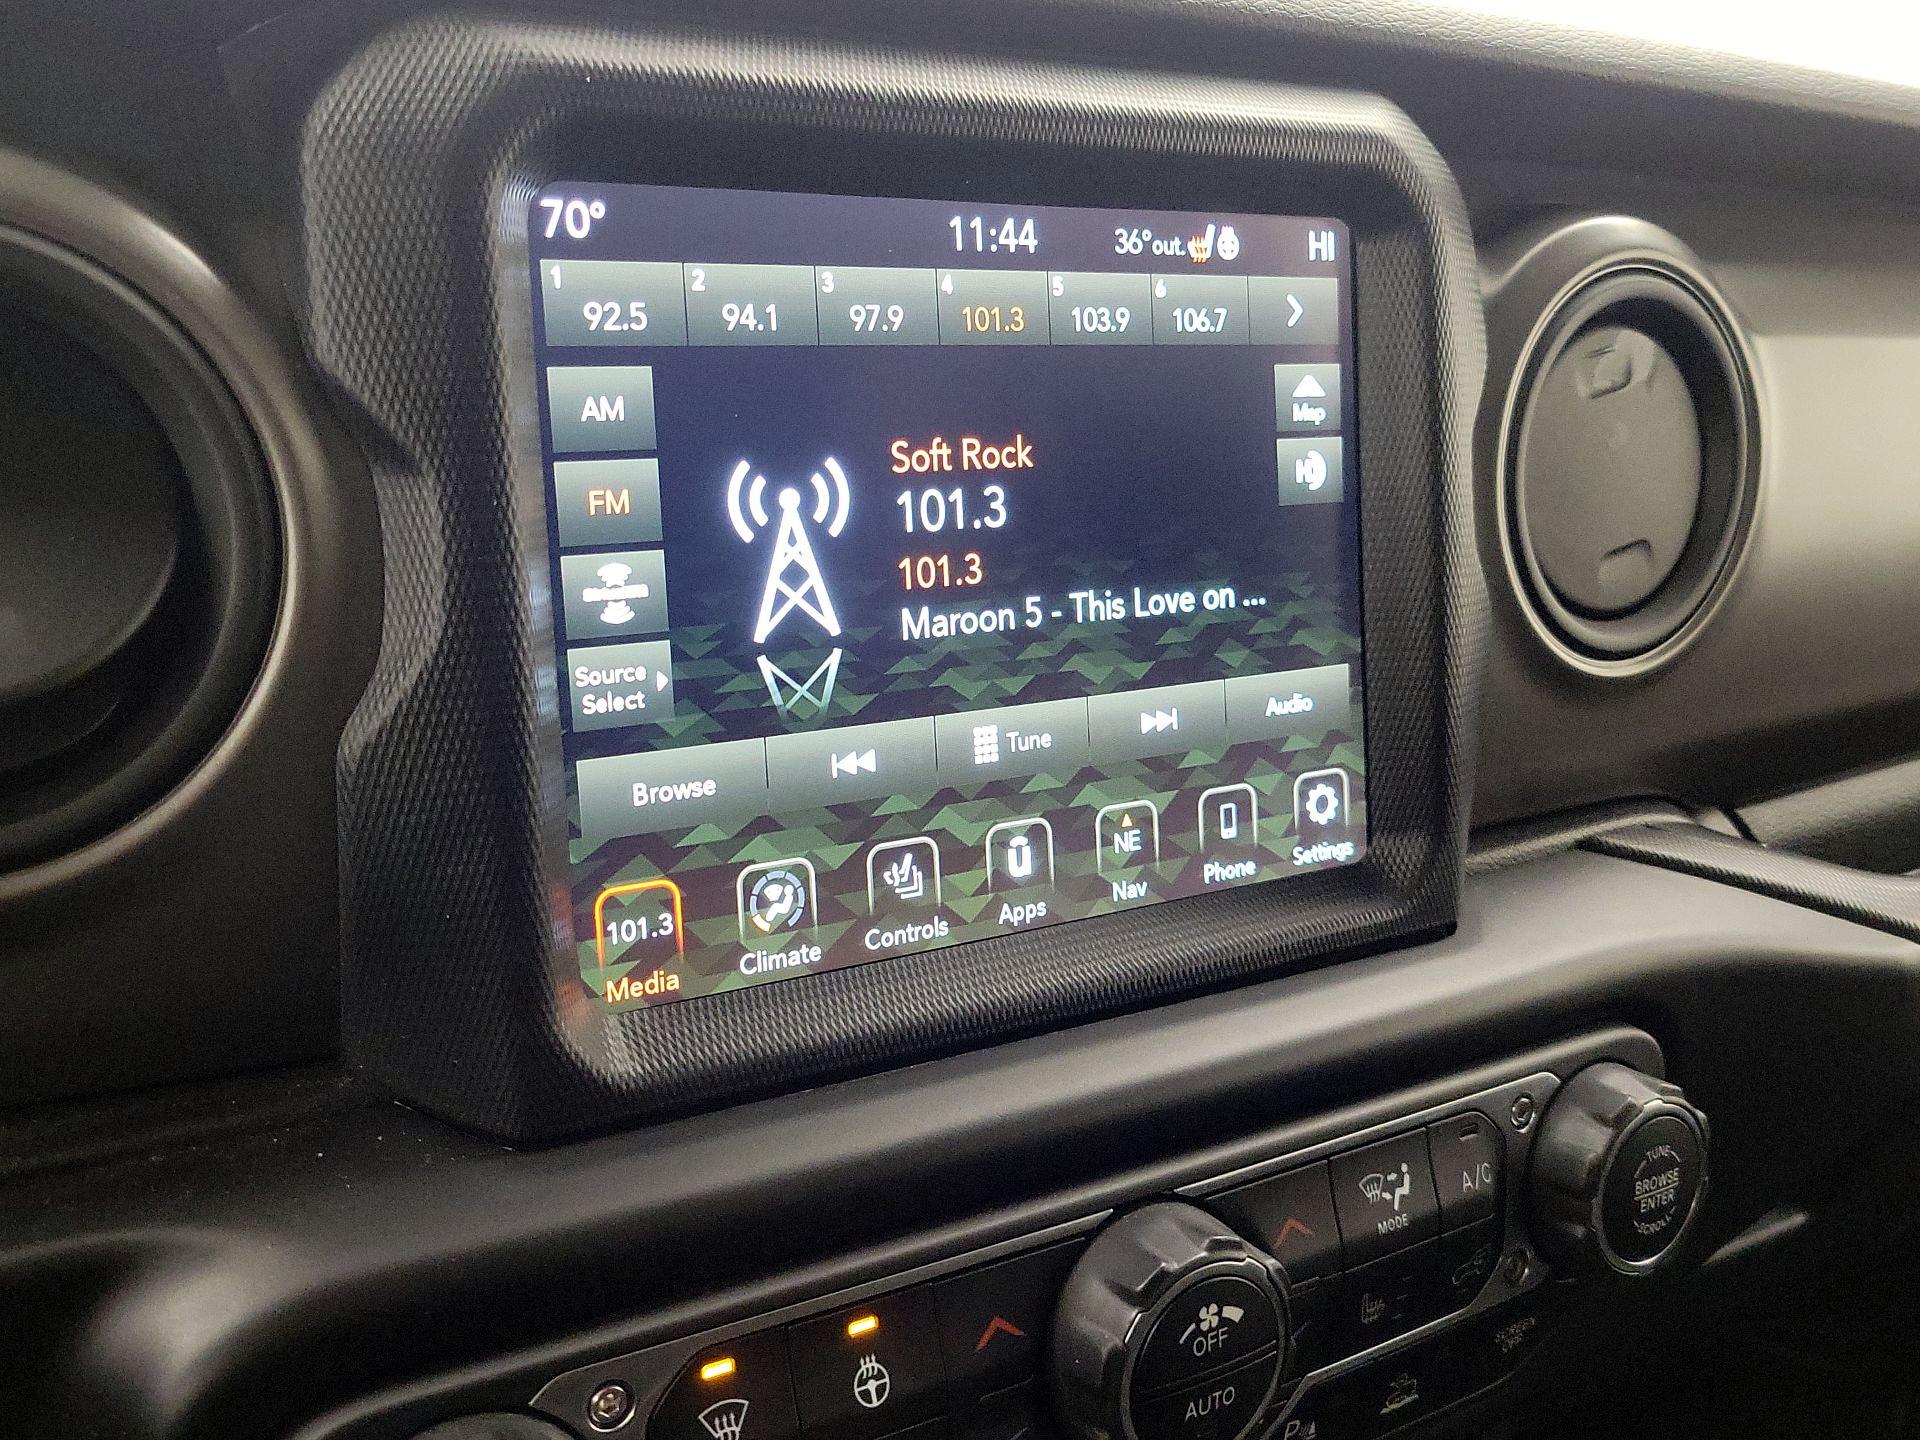 70°
11:44
36°out.
HI
1 92.5
2 94.1
3 97.9
4 101.3
5 103.9
6 106.7
AM
FM
Source
Select
Soft Rock
101.3
101.3
Maroon 5 - This Love on ...
Map
HD
Browse
Tune
Audio
101.3
Media
Climate
Controls
Apps
NE
Nav
Phone
Settings
MODE
A/C
TUNE
BROWSE
ENTER
SCROLL
OFF
AUTO
SCREEN
OFF